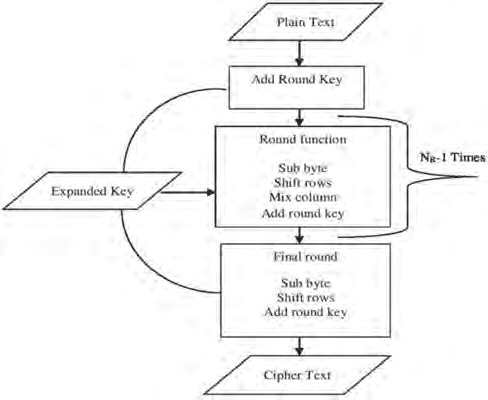 Plain Text
Add Round Key
Round function
Sub byte
Shift rows
Mix column
Add round key
N_R-1 Times
Expanded Key
Final round
Sub byte
Shift rows
Add round key
Cipher Text